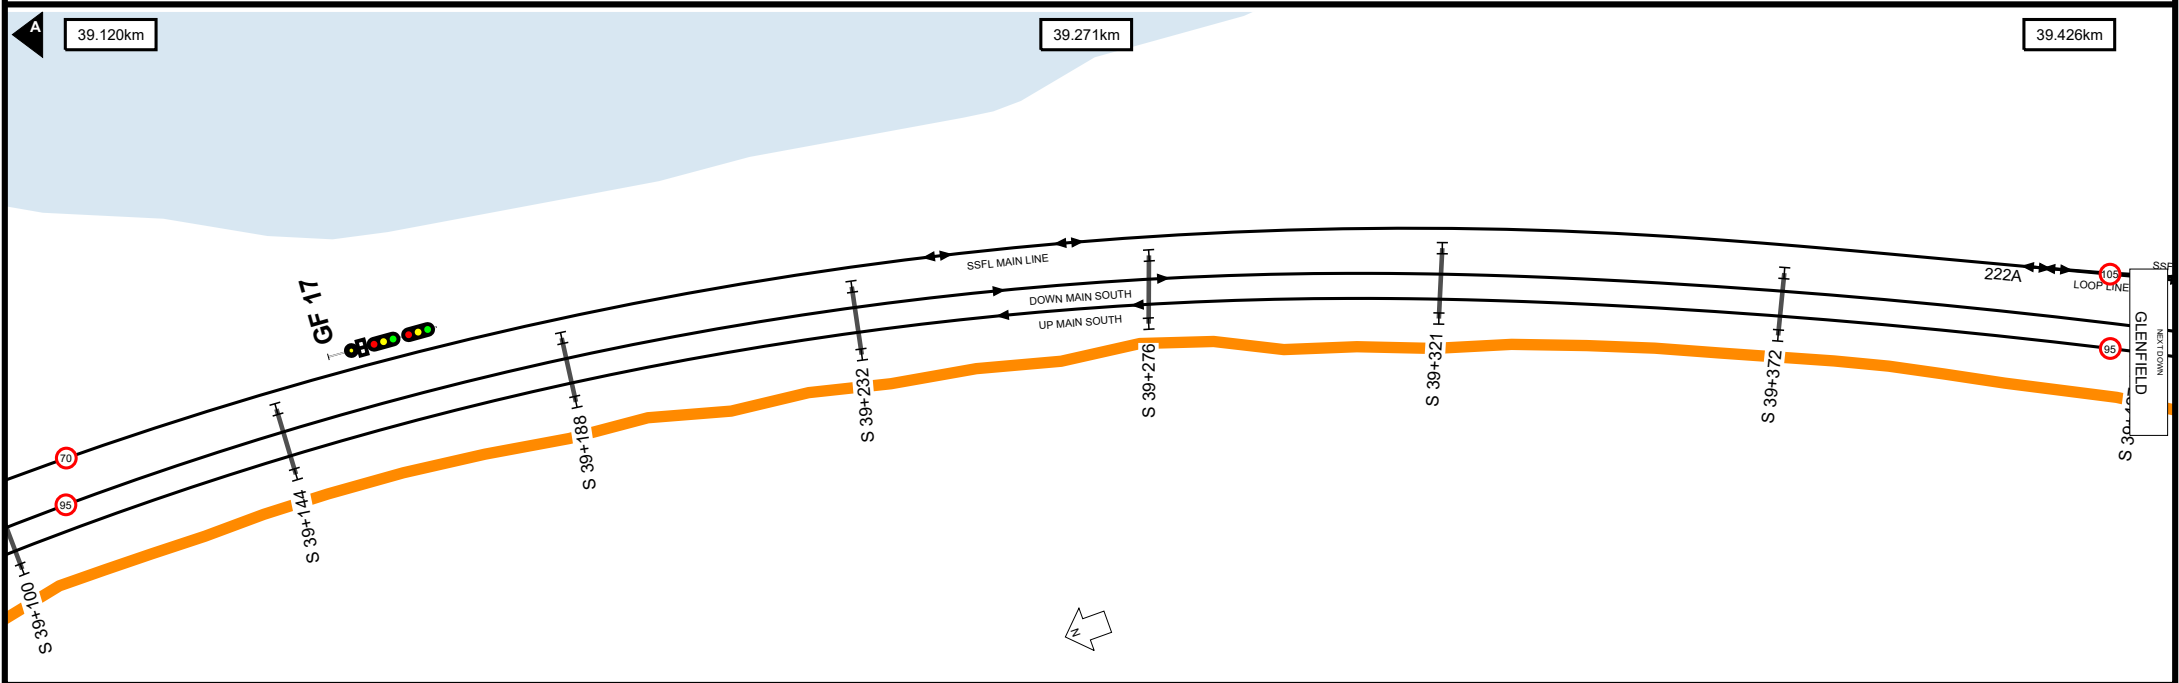 A
39.120km
39.271km
39.426km
GF 17
SSFL MAIN LINE
DOWN MAIN SOUTH
UP MAIN SOUTH
222A
105
LOOP LINE
GLENFIELD
NEXT DOWN
70
95
95
S 39+100
S 39+144
S 39+188
S 39+232
S 39+276
S 39+321
S 39+372
N